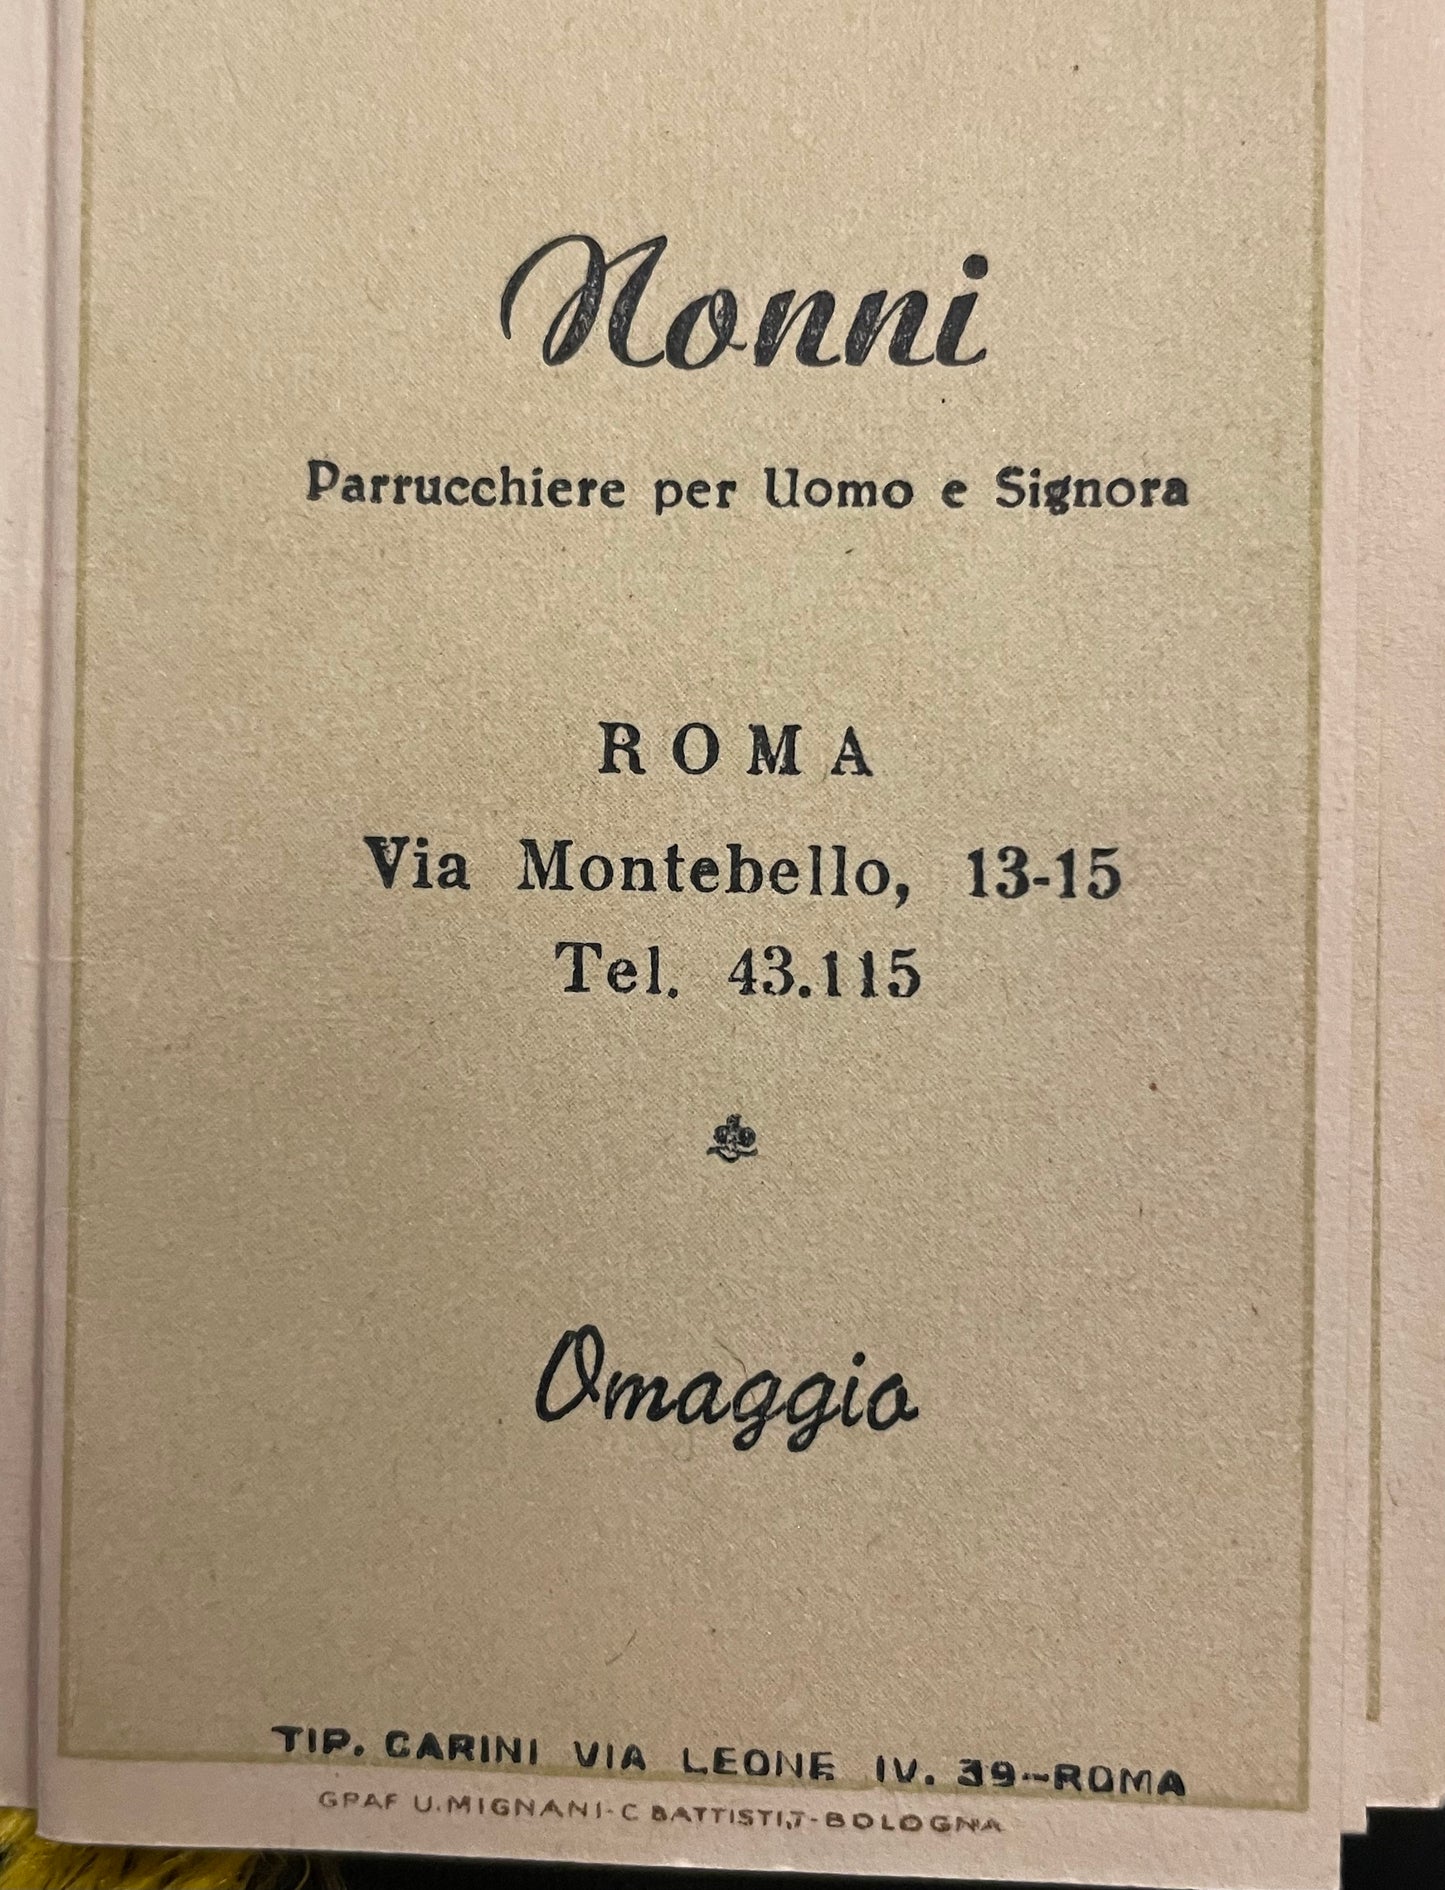 Nonni
Parrucchiere per Uomo e Signora
ROMA
Via Montebello, 13-15
Tel. 43.115
Omaggio
TIP. CARINI VIA LEONE IV. 39-ROMA
GRAF U.MIGNANI-C BATTISTI,7-BOLOGNA